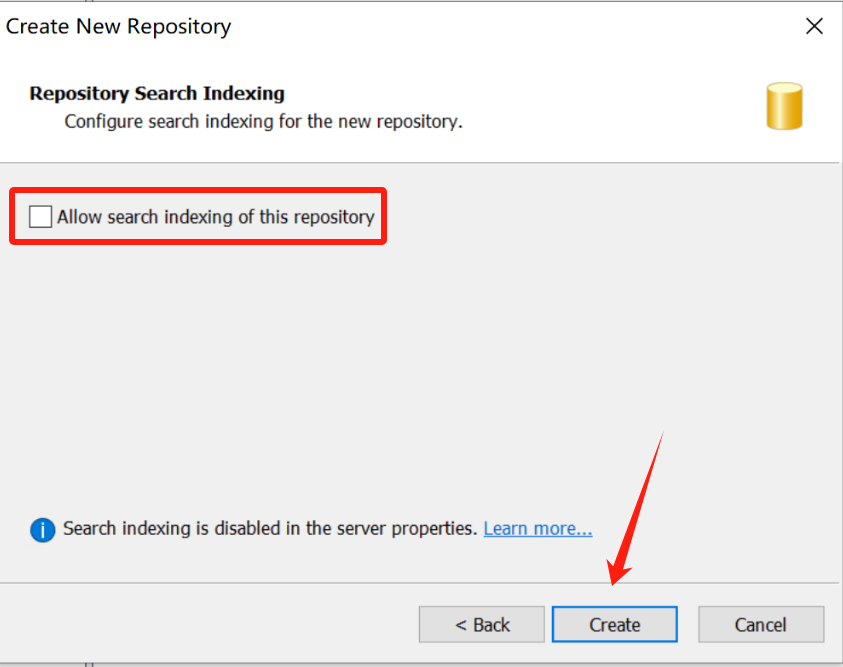 Create New Repository
Repository Search Indexing
Configure search indexing for the new repository.
Allow search indexing of this repository
Search indexing is disabled in the server properties. Learn more...
< Back
Create
Cancel